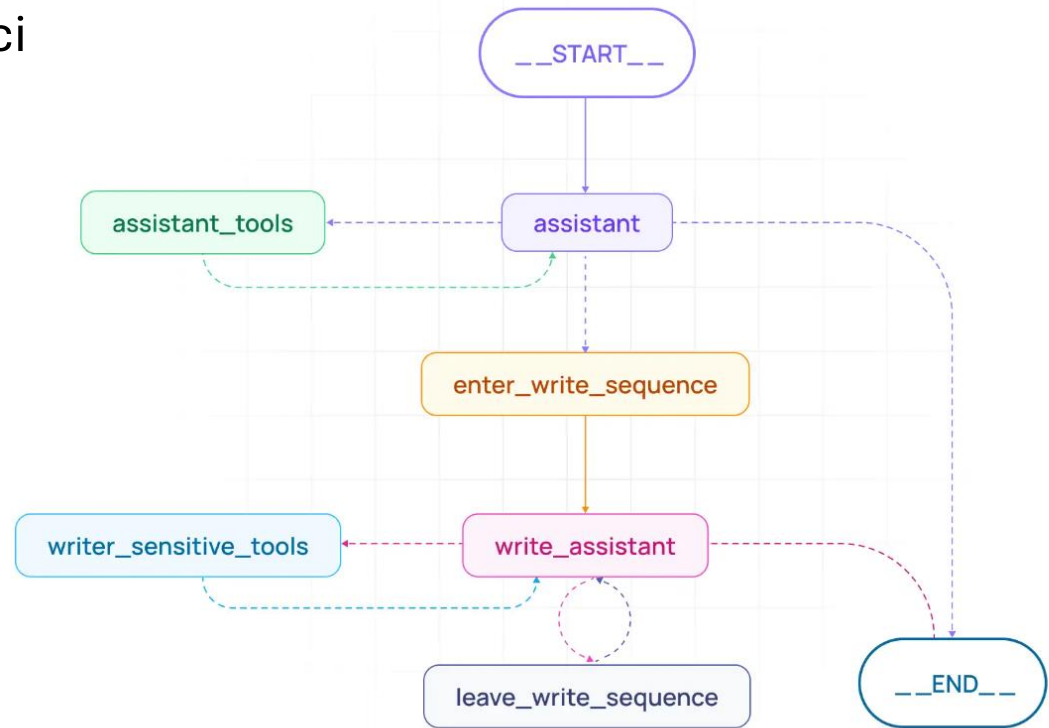 ci
__START__
assistant_tools
assistant
enter_write_sequence
writer_sensitive_tools
write_assistant
leave_write_sequence
__END__